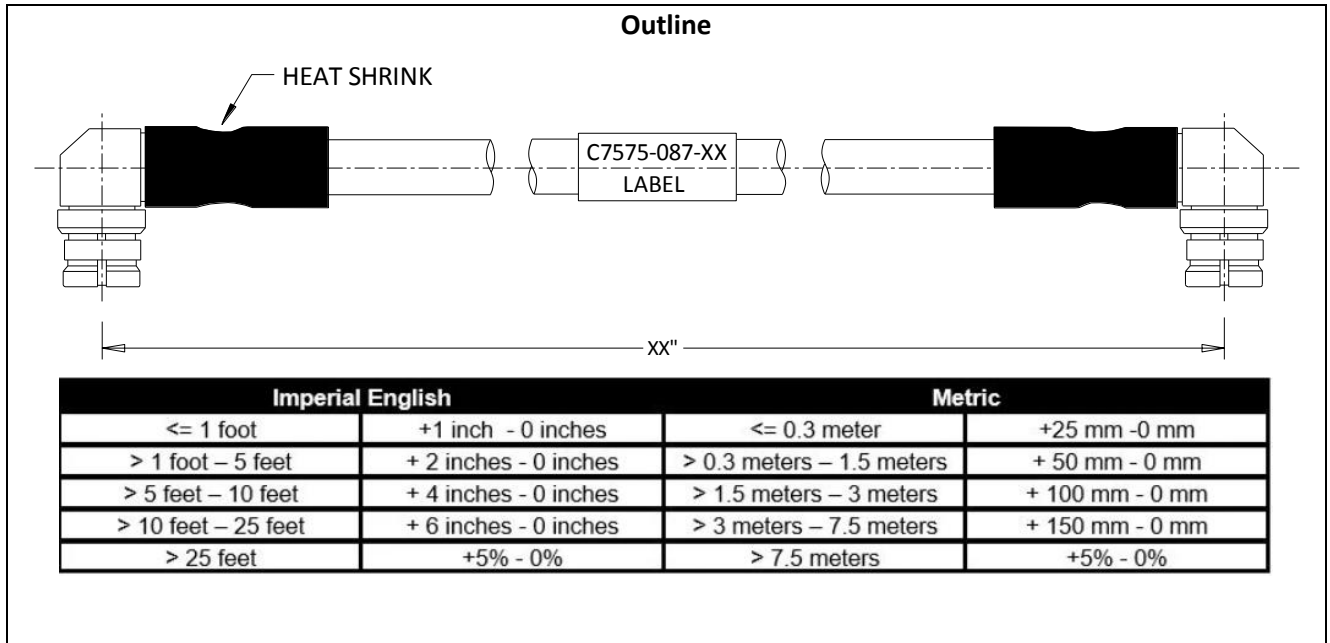 Outline
HEAT SHRINK
C7575-087-XX
LABEL
XX"
Imperial English Metric
<= 1 foot +1 inch - 0 inches <= 0.3 meter +25 mm -0 mm
> 1 foot – 5 feet + 2 inches - 0 inches > 0.3 meters – 1.5 meters + 50 mm - 0 mm
> 5 feet – 10 feet + 4 inches - 0 inches > 1.5 meters – 3 meters + 100 mm - 0 mm
> 10 feet – 25 feet + 6 inches - 0 inches > 3 meters – 7.5 meters + 150 mm - 0 mm
> 25 feet +5% - 0% > 7.5 meters +5% - 0%